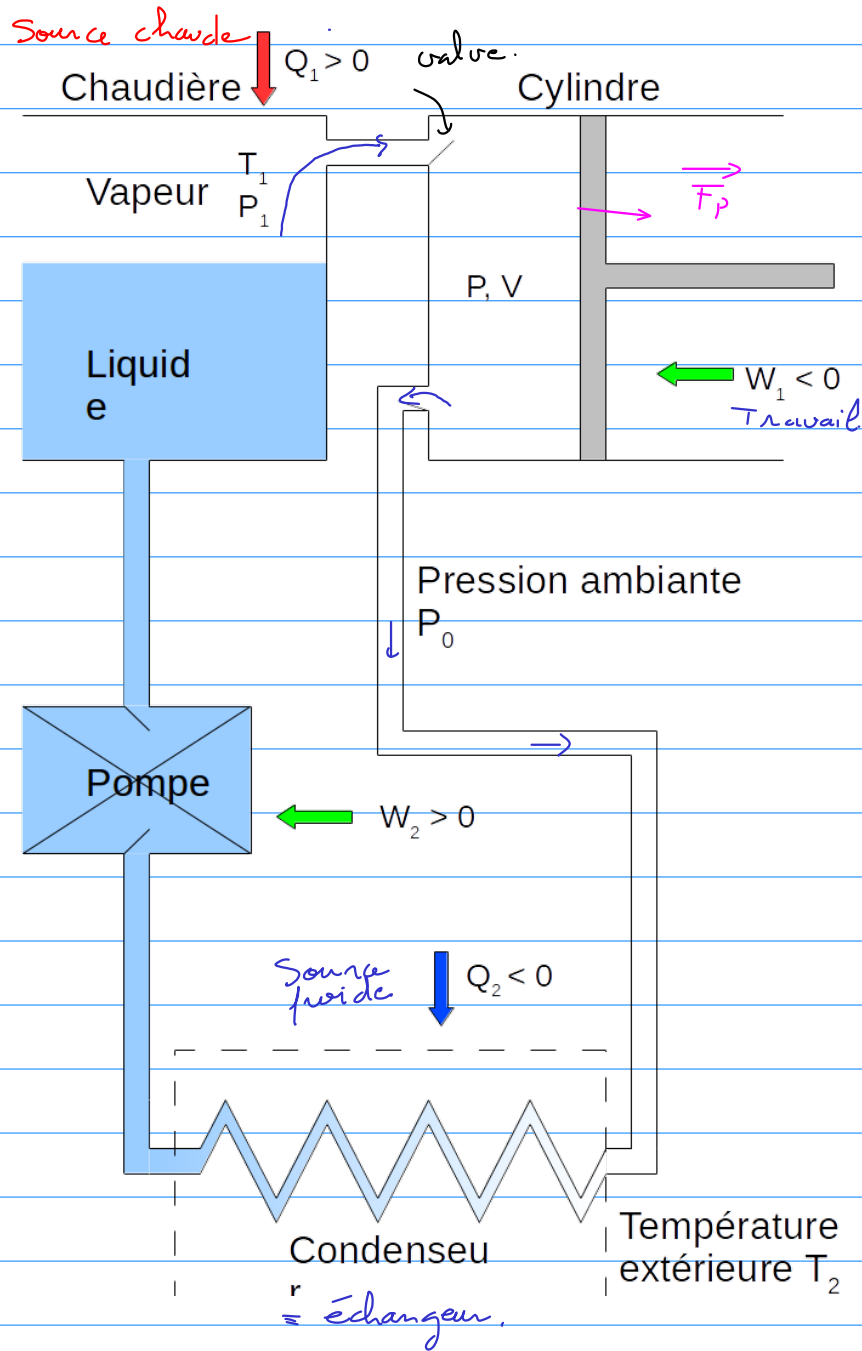 Source chaude
Q1 > 0
valve.
Chaudière
Cylindre
Vapeur
T1
P1
Fp
P, V
Liquid
e
W1 < 0
Travail
Pression ambiante
P0
Pompe
W2 > 0
Source
froide
Q2 < 0
Température
extérieure T2
Condenseu
r
= échangeur.